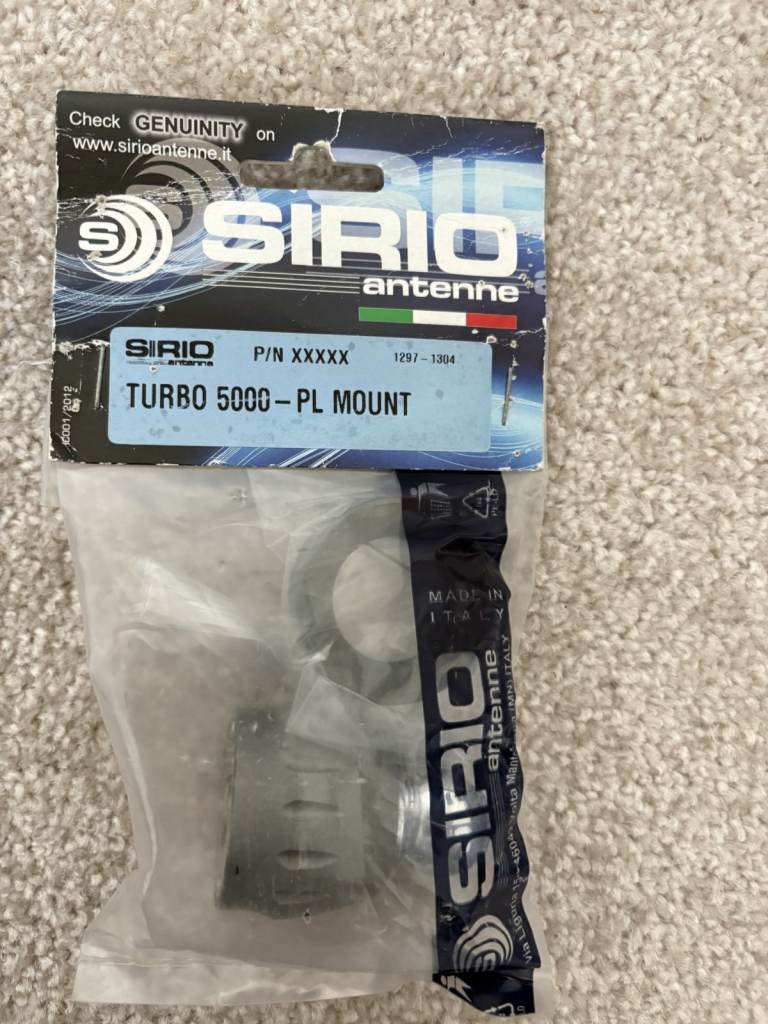 Check GENUINITY on
www.sirioantenne.it
S
SIRIO
antenne
SIRIO
antenne
P/N XXXXX
1297-1304
TURBO 5000-PL MOUNT
MADE IN
ITALY
SIRIO
antenne